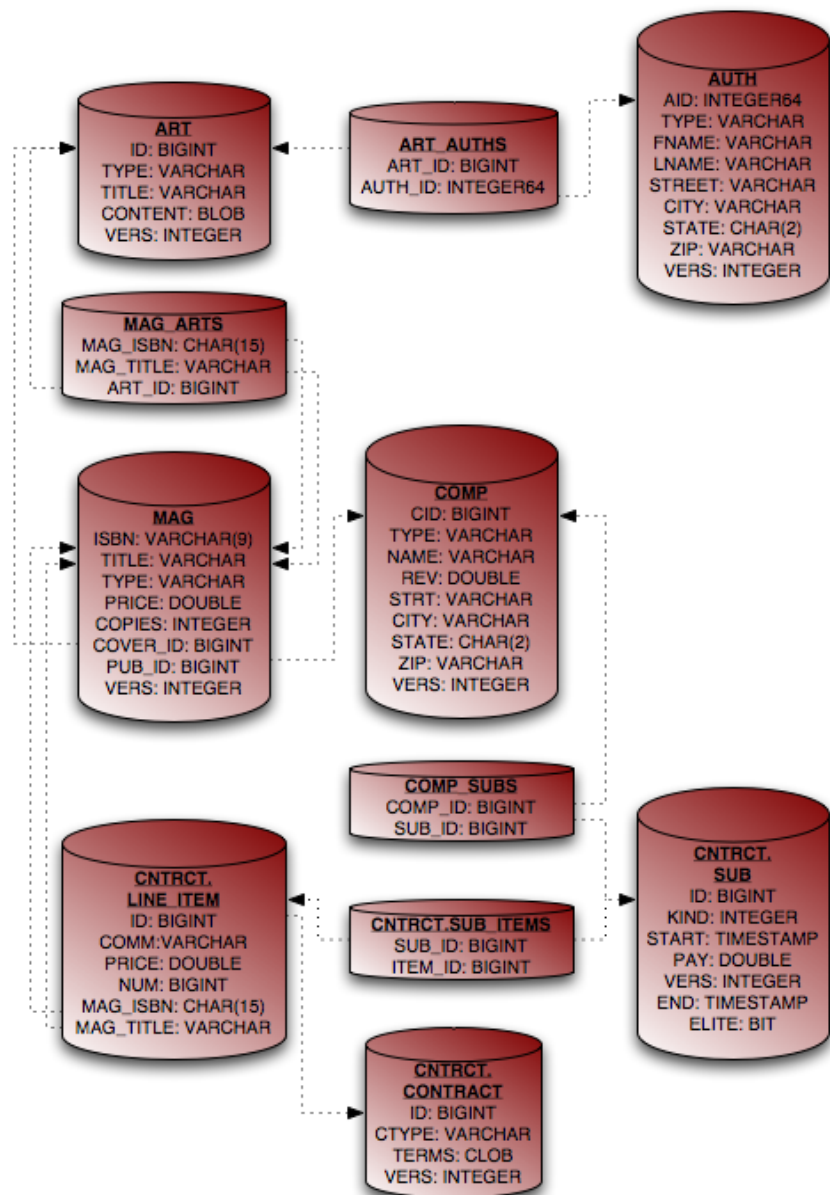 ART
ID: BIGINT
TYPE: VARCHAR
TITLE: VARCHAR
CONTENT: BLOB
VERS: INTEGER
ART_AUTHS
ART_ID: BIGINT
AUTH_ID: INTEGER64
AUTH
AID: INTEGER64
TYPE: VARCHAR
FNAME: VARCHAR
LNAME: VARCHAR
STREET: VARCHAR
CITY: VARCHAR
STATE: CHAR(2)
ZIP: VARCHAR
VERS: INTEGER
MAG_ARTS
MAG_ISBN: CHAR(15)
MAG_TITLE: VARCHAR
ART_ID: BIGINT
MAG
ISBN: VARCHAR(9)
TITLE: VARCHAR
TYPE: VARCHAR
PRICE: DOUBLE
COPIES: INTEGER
COVER_ID: BIGINT
PUB_ID: BIGINT
VERS: INTEGER
COMP
CID: BIGINT
TYPE: VARCHAR
NAME: VARCHAR
REV: DOUBLE
STRT: VARCHAR
CITY: VARCHAR
STATE: CHAR(2)
ZIP: VARCHAR
VERS: INTEGER
COMP_SUBS
COMP_ID: BIGINT
SUB_ID: BIGINT
CNTRCT.
LINE_ITEM
ID: BIGINT
COMM:VARCHAR
PRICE: DOUBLE
NUM: BIGINT
MAG_ISBN: CHAR(15)
MAG_TITLE: VARCHAR
CNTRCT.SUB_ITEMS
SUB_ID: BIGINT
ITEM_ID: BIGINT
CNTRCT.
SUB
ID: BIGINT
KIND: INTEGER
START: TIMESTAMP
PAY: DOUBLE
VERS: INTEGER
END: TIMESTAMP
ELITE: BIT
CNTRCT.
CONTRACT
ID: BIGINT
CTYPE: VARCHAR
TERMS: CLOB
VERS: INTEGER